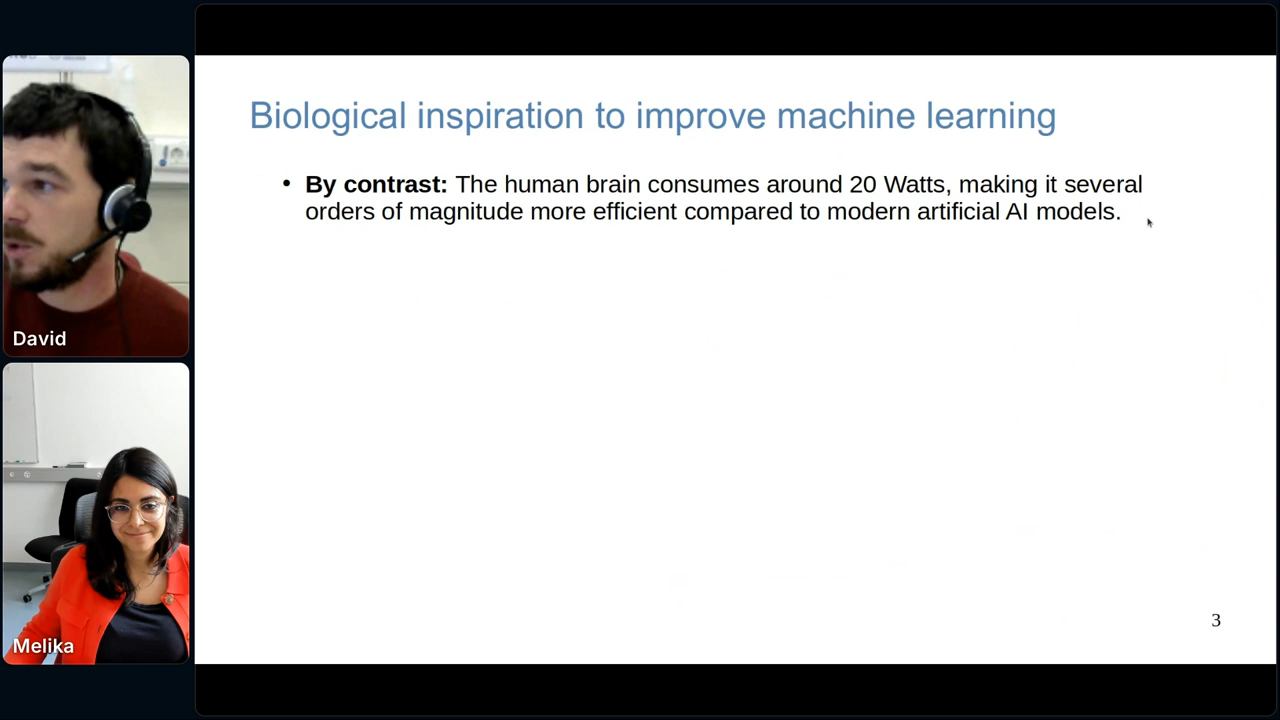 Biological inspiration to improve machine learning
• By contrast: The human brain consumes around 20 Watts, making it several
orders of magnitude more efficient compared to modern artificial AI models.
David
Melika
3